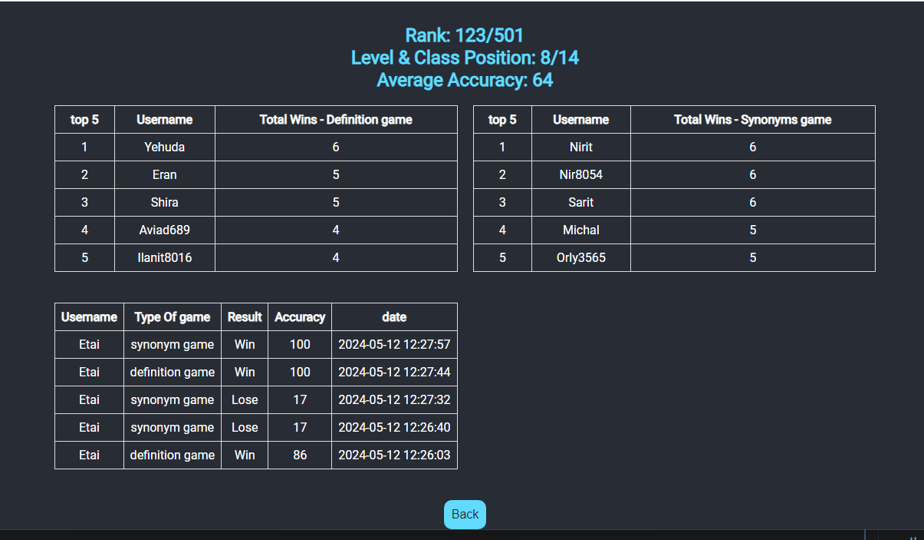 Rank: 123/501
Level & Class Position: 8/14
Average Accuracy: 64
top 5 Username Total Wins - Definition game
1 Yehuda 6
2 Eran 5
3 Shira 5
4 Aviad689 4
5 Ilanit8016 4
top 5 Username Total Wins - Synonyms game
1 Nirit 6
2 Nir8054 6
3 Sarit 6
4 Michal 5
5 Orly3565 5
Username Type Of game Result Accuracy date
Etai synonym game Win 100 2024-05-12 12:27:57
Etai definition game Win 100 2024-05-12 12:27:44
Etai synonym game Lose 17 2024-05-12 12:27:32
Etai synonym game Lose 17 2024-05-12 12:26:40
Etai definition game Win 86 2024-05-12 12:26:03
Back